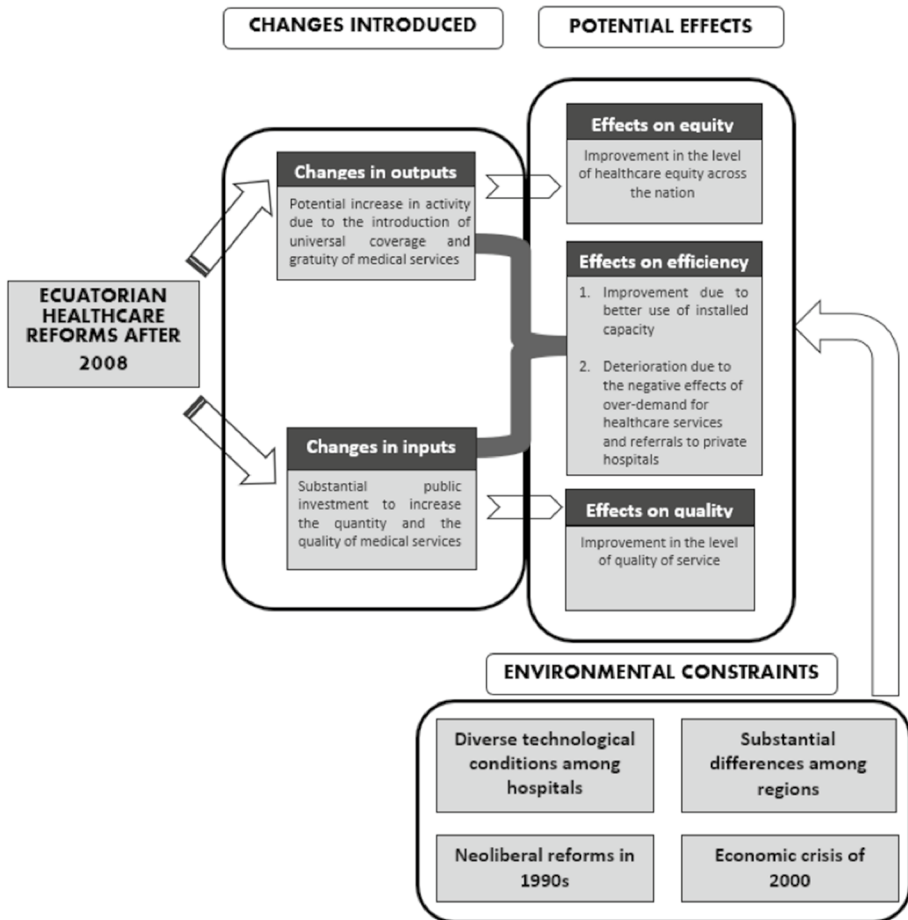 CHANGES INTRODUCED
POTENTIAL EFFECTS
ECUATORIAN
HEALTHCARE
REFORMS AFTER
2008
Changes in outputs
Potential increase in activity
due to the introduction of
universal coverage and
gratuity of medical services
Changes in inputs
Substantial public
investment to increase
the quantity and the
quality of medical services
Effects on equity
Improvement in the level
of healthcare equity across
the nation
Effects on efficiency
1. Improvement due to
better use of installed
capacity
2. Deterioration due to
the negative effects of
over-demand for
healthcare services
and referrals to private
hospitals
Effects on quality
Improvement in the level
of quality of service
ENVIRONMENTAL CONSTRAINTS
Diverse technological
conditions among
hospitals
Substantial
differences among
regions
Neoliberal reforms in
1990s
Economic crisis of
2000